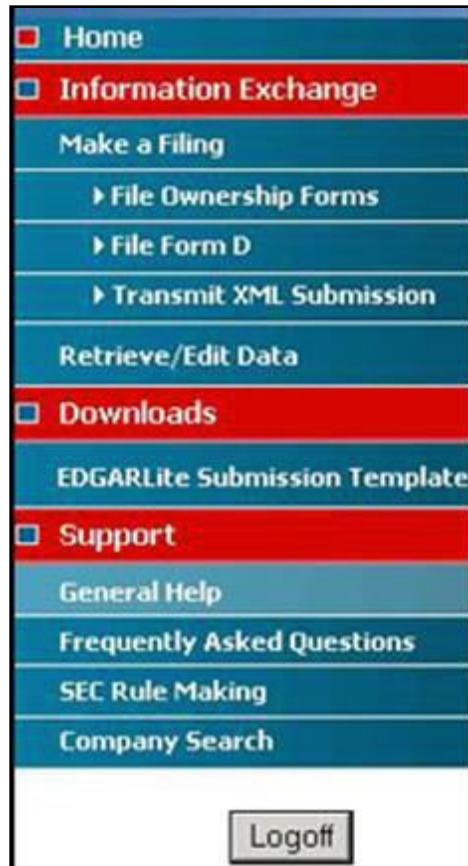 Home
Information Exchange
Make a Filing
File Ownership Forms
File Form D
Transmit XML Submission
Retrieve/Edit Data
Downloads
EDGARLite Submission Template
Support
General Help
Frequently Asked Questions
SEC Rule Making
Company Search
Logoff